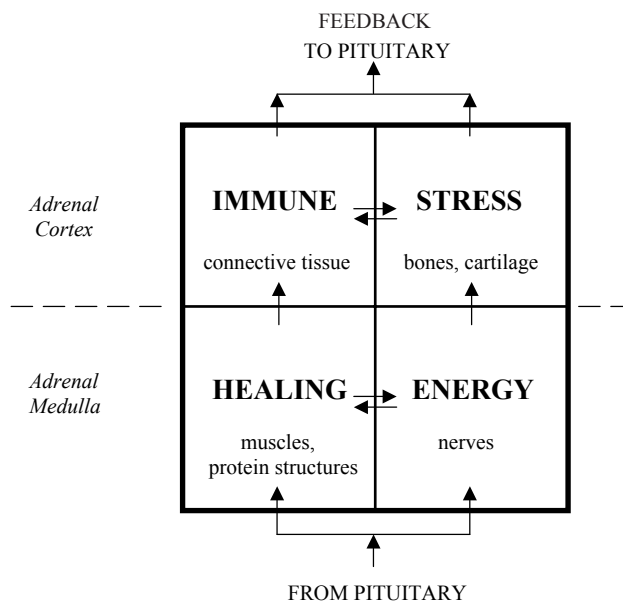 FEEDBACK
TO PITUITARY
Adrenal
Cortex
IMMUNE
STRESS
connective tissue
bones, cartilage
Adrenal
Medulla
HEALING
ENERGY
muscles,
protein structures
nerves
FROM PITUITARY